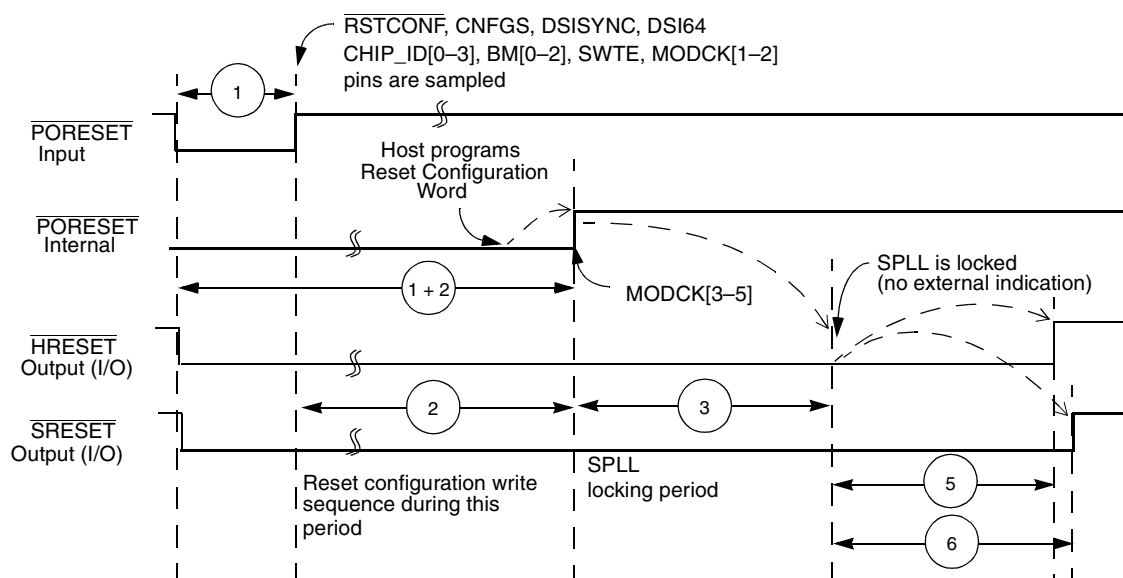 RSTCONF, CNFGS, DSISYNC, DSI64
CHIP_ID[0–3], BM[0–2], SWTE, MODCK[1–2]
pins are sampled
1
PORESET
Input
Host programs
Reset Configuration
Word
PORESET
Internal
1 + 2
MODCK[3–5]
SPLL is locked
(no external indication)
HRESET
Output (I/O)
2
3
SRESET
Output (I/O)
Reset configuration write
sequence during this
period
SPLL
locking period
5
6